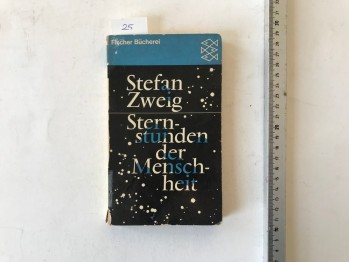 25
Fischer Bücherei
Stefan
Zweig
Stern-
stunden
der
Mensch-
heit